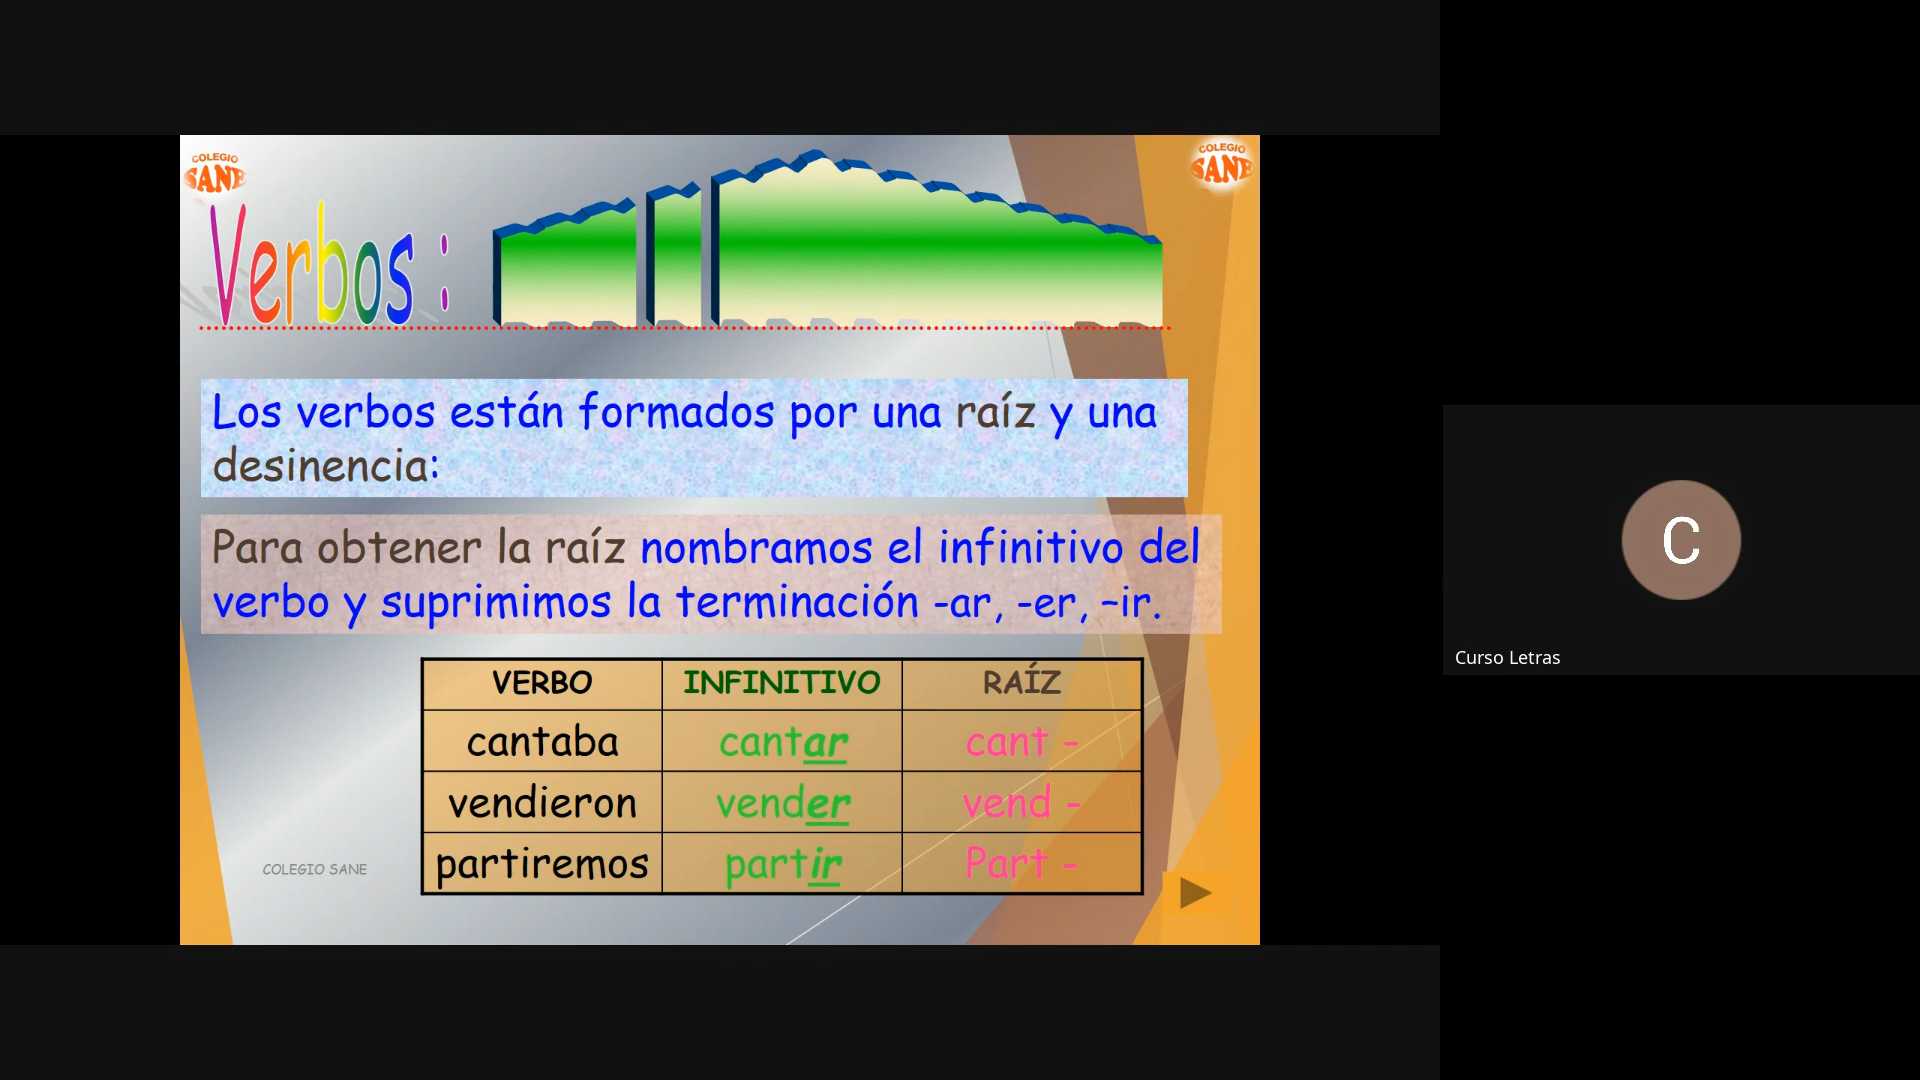 COLEGIO
SANE
COLEGIO
SANE
Verbos :
Los verbos están formados por una raíz y una
desinencia:
Para obtener la raíz nombramos el infinitivo del
verbo y suprimimos la terminación -ar, -er, -ir.
VERBO INFINITIVO RAÍZ
cantaba cantar cant -
vendieron vender vend -
partiremos partir Part -
COLEGIO SANE
C
Curso Letras